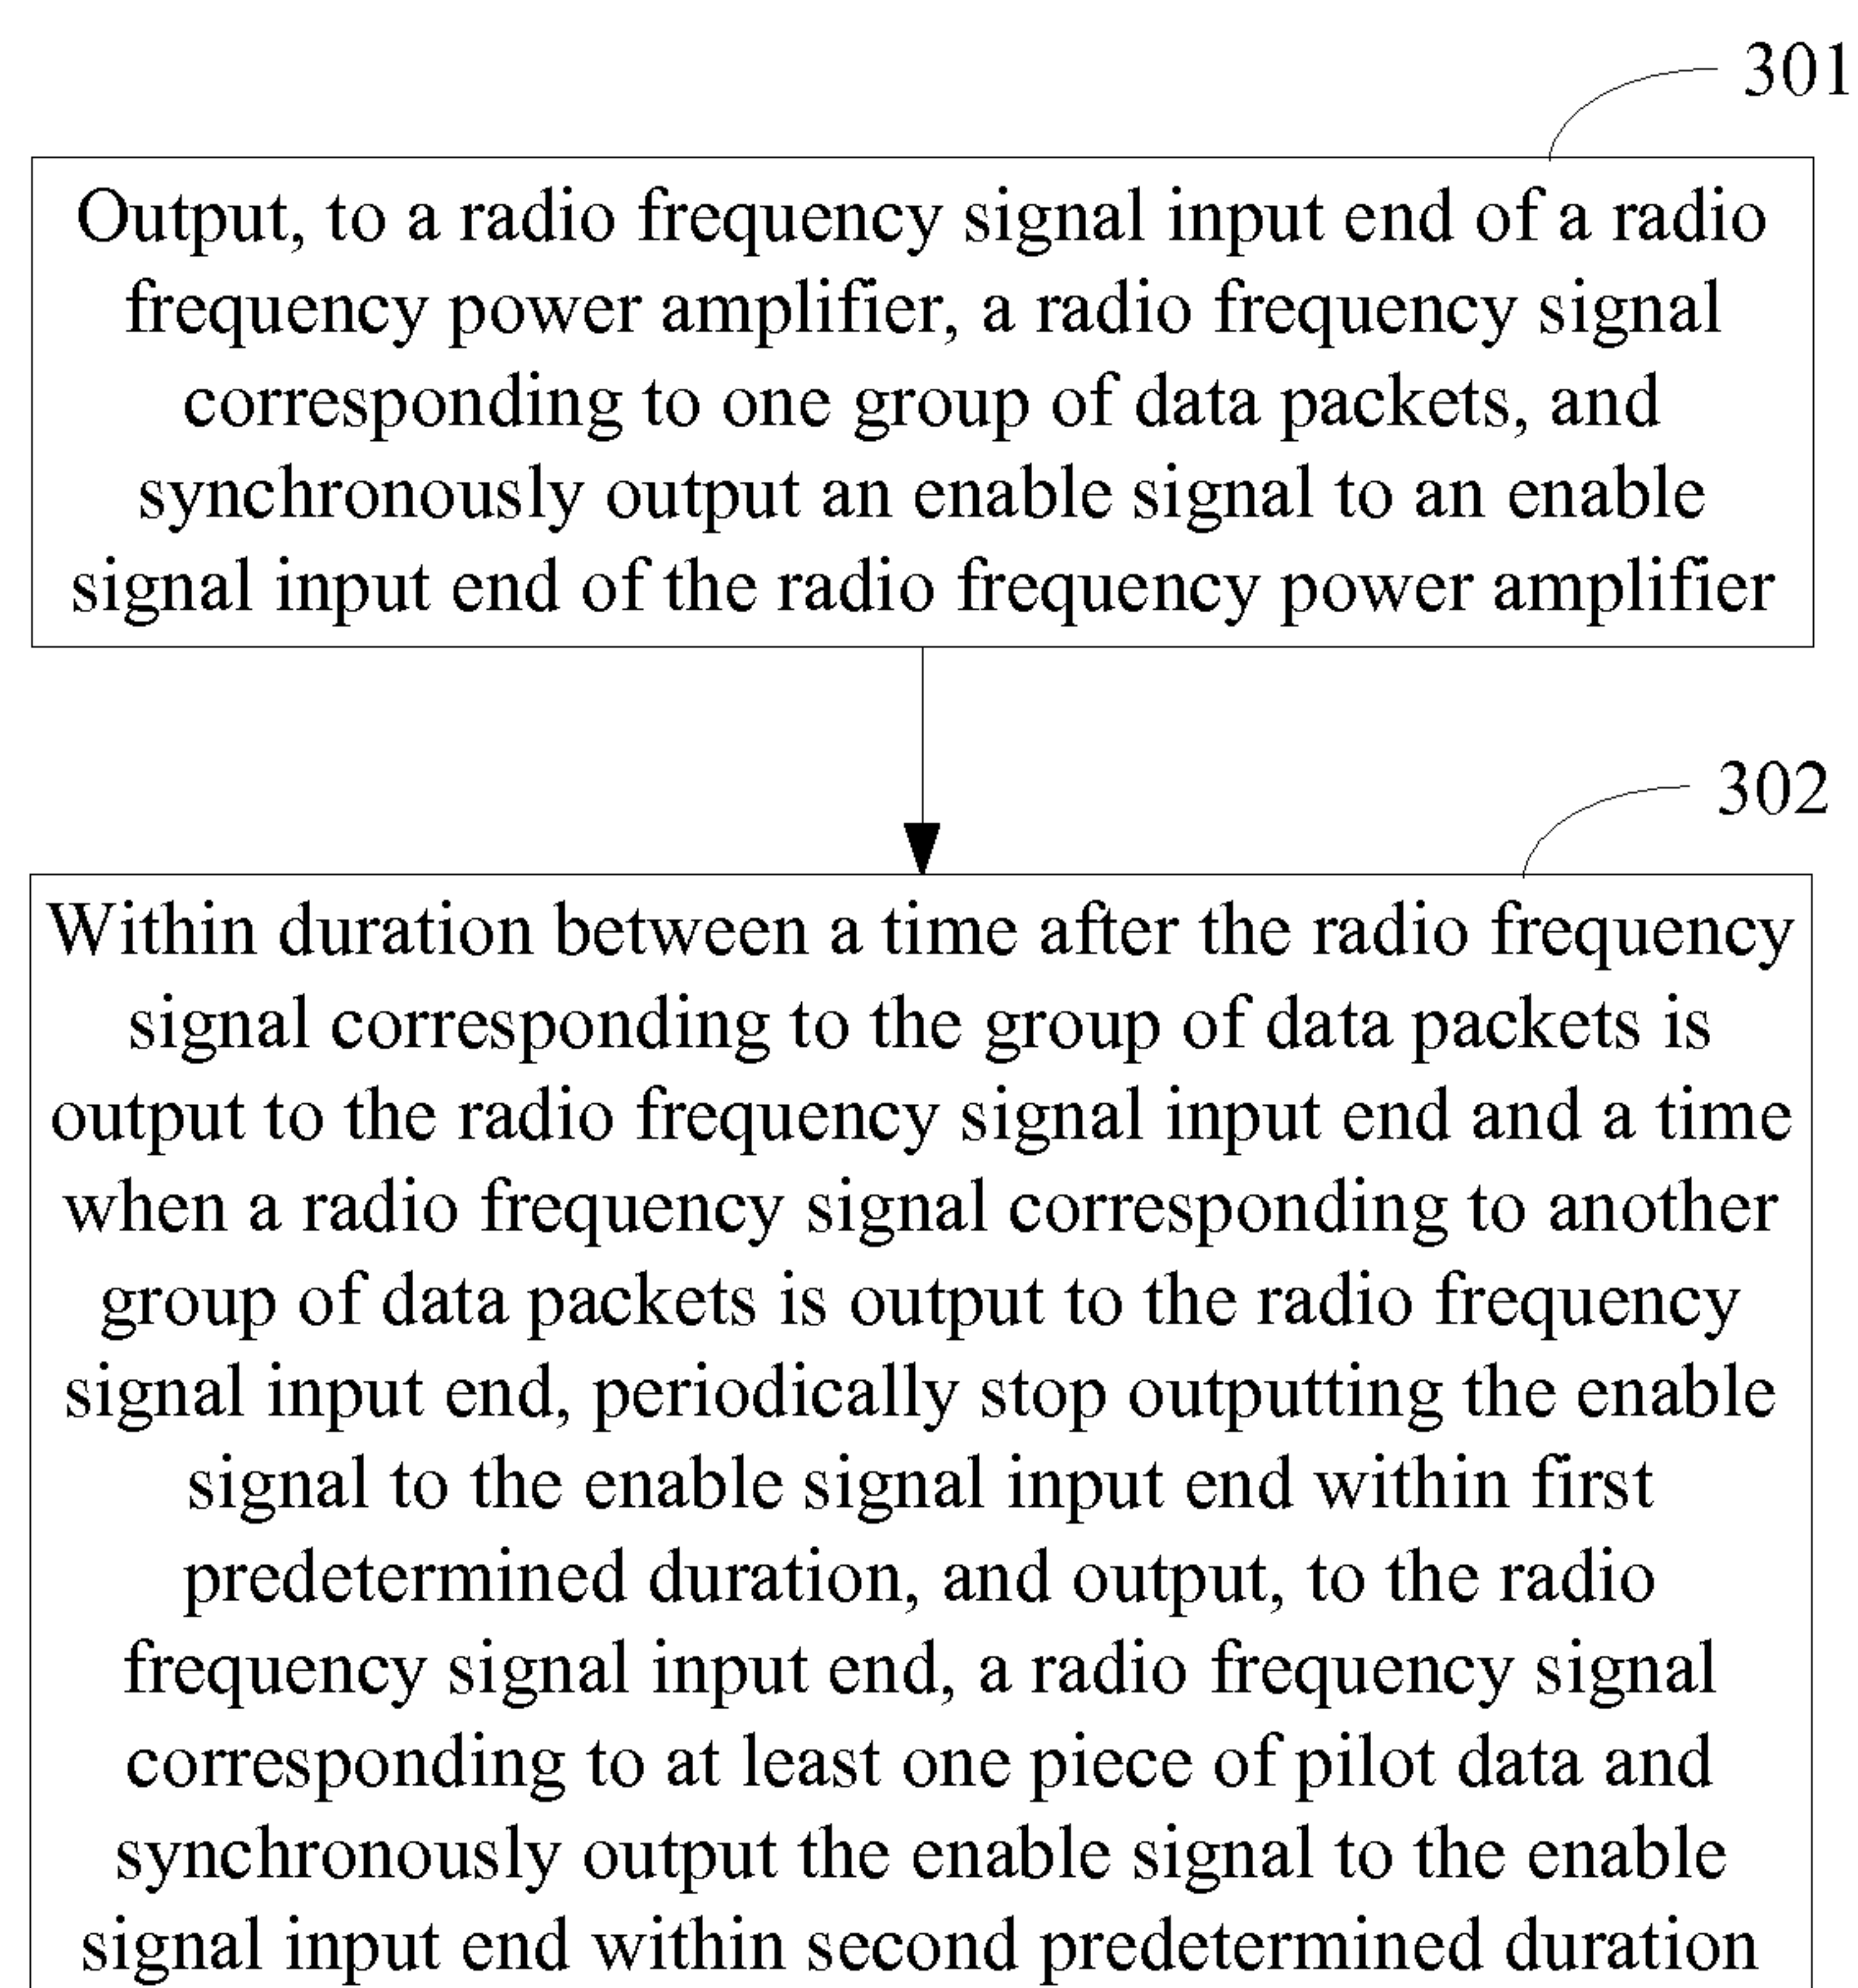 301
Output, to a radio frequency signal input end of a radio
frequency power amplifier, a radio frequency signal
corresponding to one group of data packets, and
synchronously output an enable signal to an enable
signal input end of the radio frequency power amplifier
302
Within duration between a time after the radio frequency
signal corresponding to the group of data packets is
output to the radio frequency signal input end and a time
when a radio frequency signal corresponding to another
group of data packets is output to the radio frequency
signal input end, periodically stop outputting the enable
signal to the enable signal input end within first
predetermined duration, and output, to the radio
frequency signal input end, a radio frequency signal
corresponding to at least one piece of pilot data and
synchronously output the enable signal to the enable
signal input end within second predetermined duration